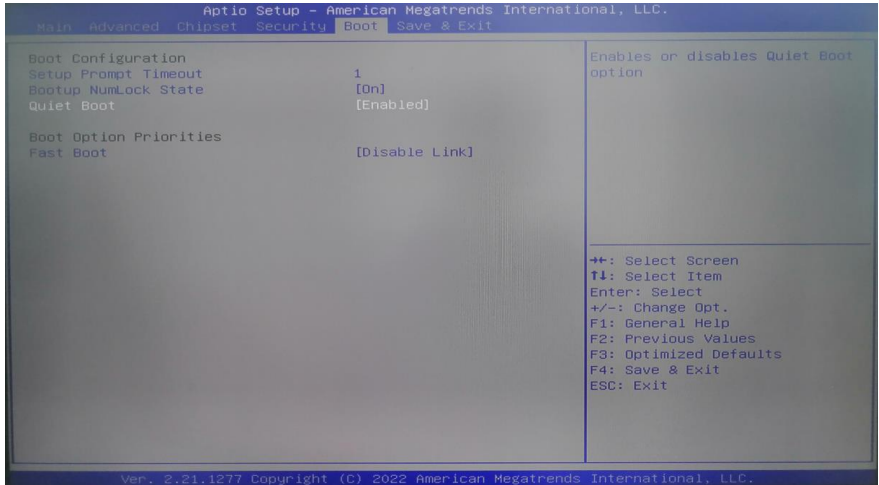 Aptio Setup - American Megatrends International, LLC.
Main Advanced Chipset Security Boot Save & Exit
Boot Configuration
Setup Prompt Timeout 1
Bootup NumLock State [On]
Quiet Boot [Enabled]
Boot Option Priorities
Fast Boot [Disable Link]
Enables or disables Quiet Boot
option
→←: Select Screen
↑↓: Select Item
Enter: Select
+/-: Change Opt.
F1: General Help
F2: Previous Values
F3: Optimized Defaults
F4: Save & Exit
ESC: Exit
Ver. 2.21.1277 Copyright (C) 2022 American Megatrends International, LLC.